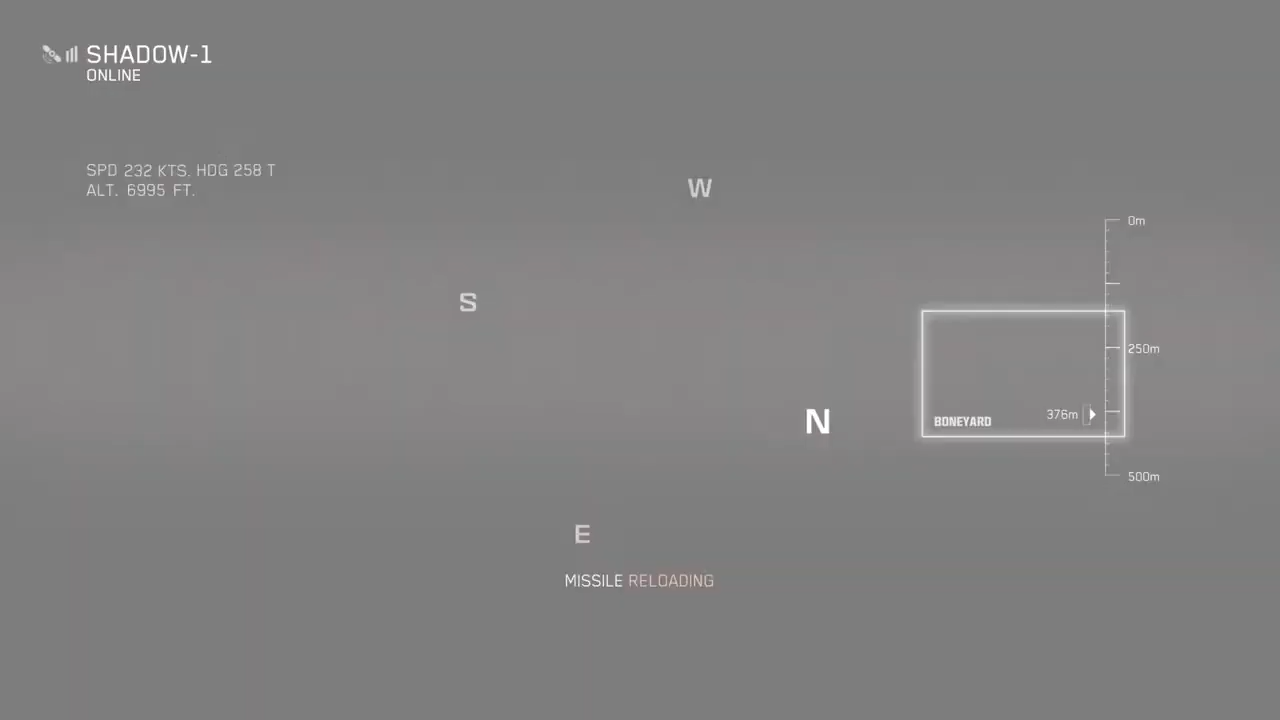 SHADOW-1
ONLINE
SPD 232 KTS. HDG 258 T
ALT. 6995 FT.
W
0m
S
250m
376m
N
BONEYARD
500m
E
MISSILE RELOADING